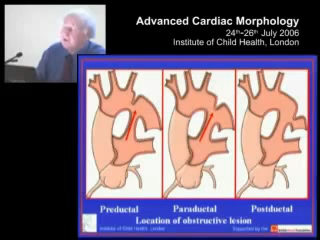 Advanced Cardiac Morphology
24th-26th July 2006
Institute of Child Health, London
Preductal Paraductal Postductal
Location of obstructive lesion
Institute of Child Health, London Supported by the